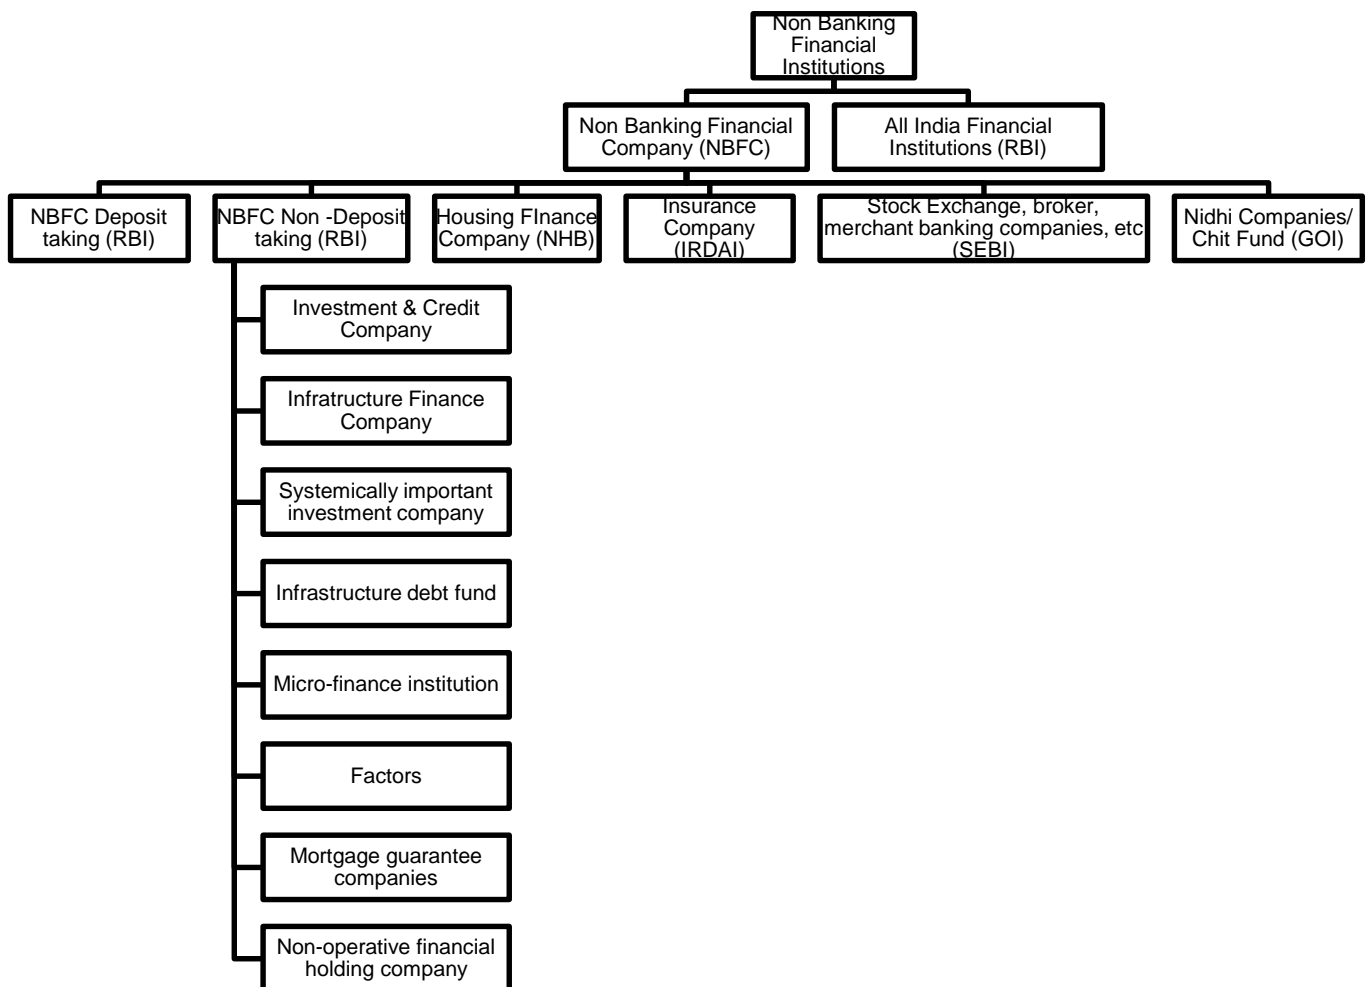 Non Banking
Financial
Institutions
Non Banking Financial
Company (NBFC)
All India Financial
Institutions (RBI)
NBFC Deposit
taking (RBI)
NBFC Non -Deposit
taking (RBI)
Housing FInance
Company (NHB)
Insurance
Company
(IRDAI)
Stock Exchange, broker,
merchant banking companies, etc
(SEBI)
Nidhi Companies/
Chit Fund (GOI)
Investment & Credit
Company
Infratructure Finance
Company
Systemically important
investment company
Infrastructure debt fund
Micro-finance institution
Factors
Mortgage guarantee
companies
Non-operative financial
holding company